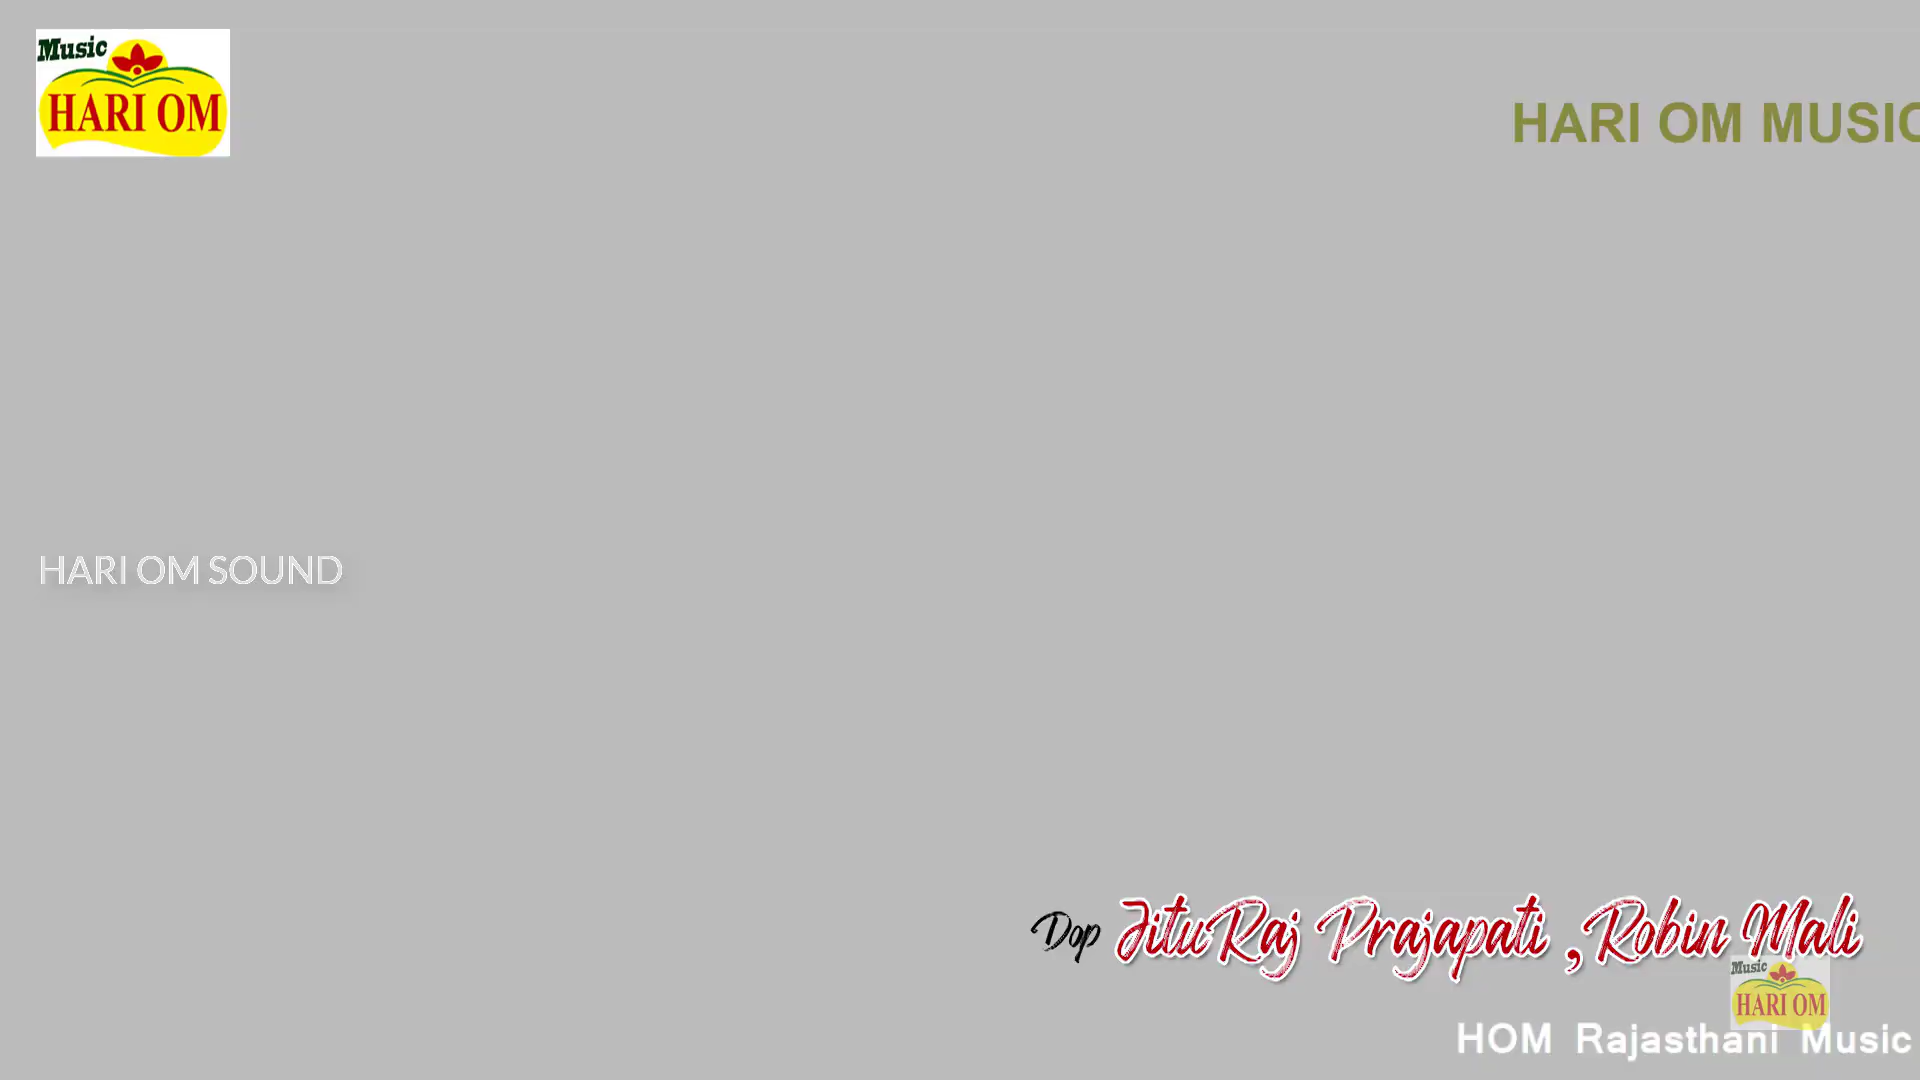 Music
HARI OM
HARI OM MUSIC
HARI OM SOUND
Dop JituRaj Prajapati , Robin Mali
Music
HARI OM
HOM Rajasthani Music